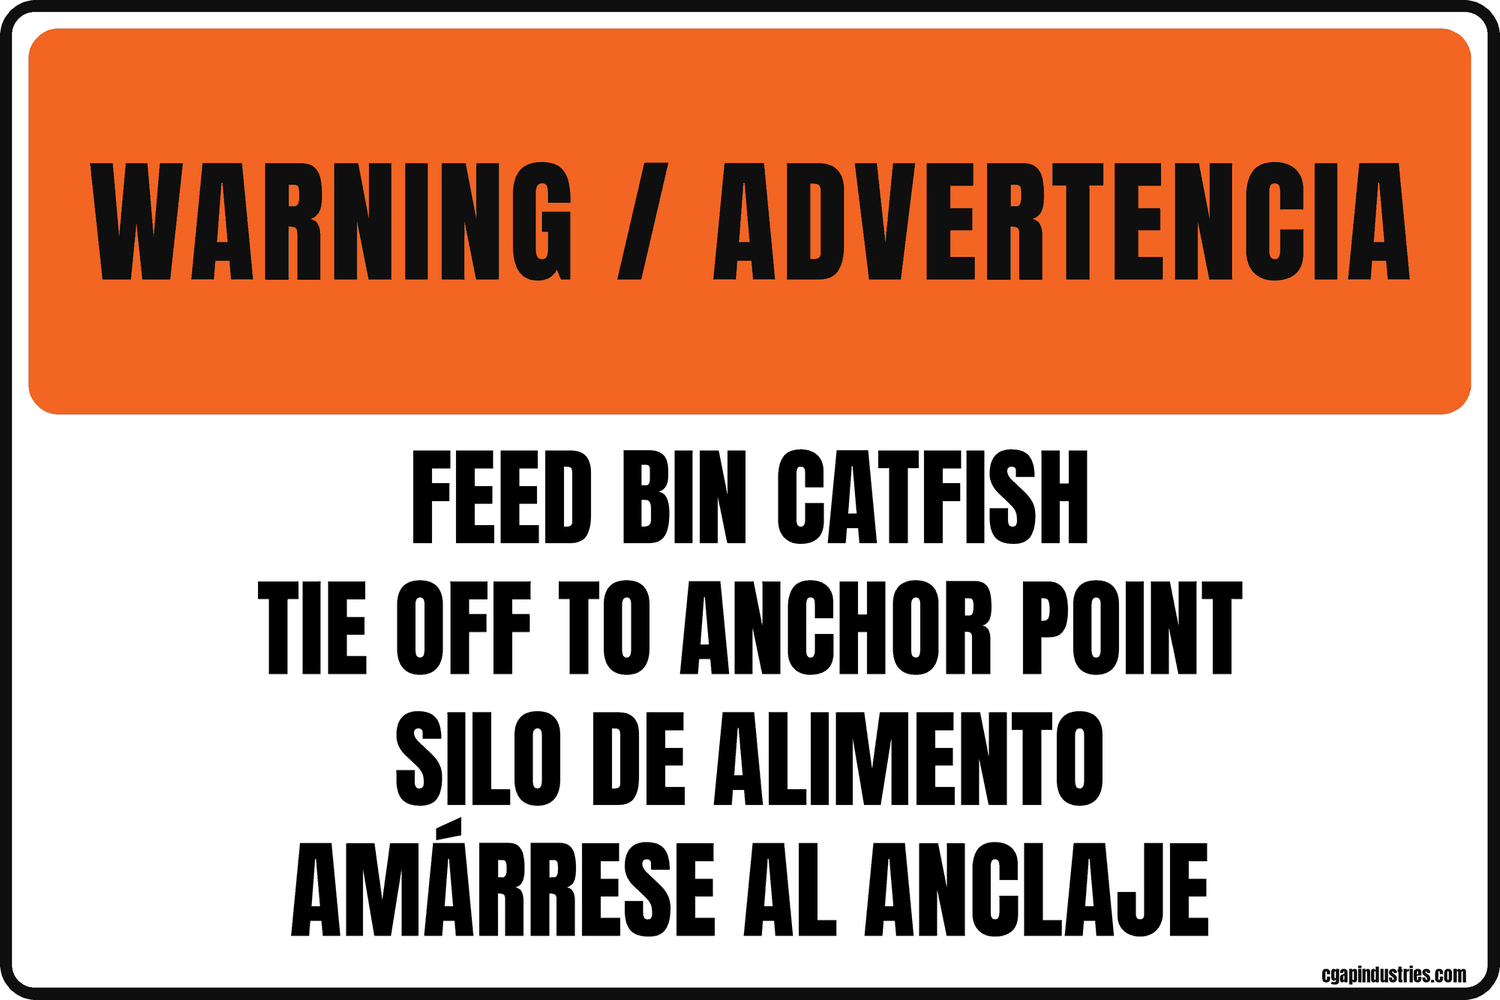 WARNING / ADVERTENCIA
FEED BIN CATFISH
TIE OFF TO ANCHOR POINT
SILO DE ALIMENTO
AMÁRRESE AL ANCLAJE
cgapindustries.com